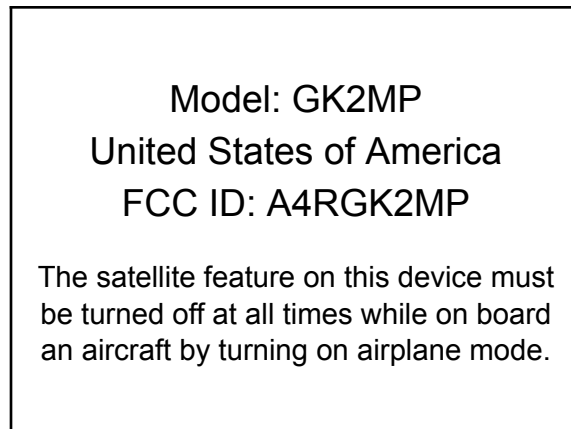 Model: GK2MP
United States of America
FCC ID: A4RGK2MP
The satellite feature on this device must
be turned off at all times while on board
an aircraft by turning on airplane mode.